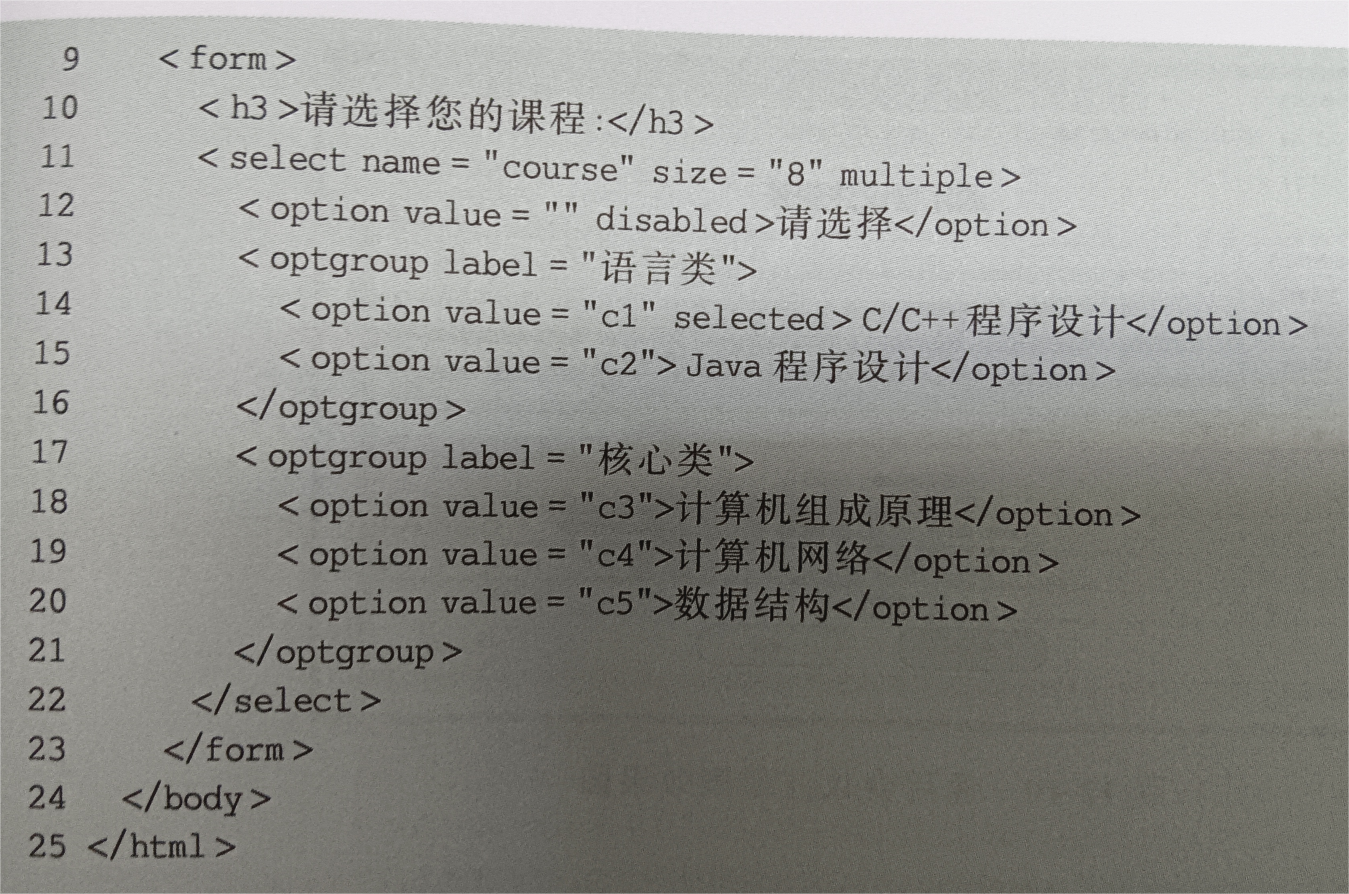 9 <form>
10 <h3>请选择您的课程:</h3>
11 <select name="course" size="8" multiple>
12 <option value="" disabled>请选择</option>
13 <optgroup label="语言类">
14 <option value="c1" selected>C/C++程序设计</option>
15 <option value="c2">Java 程序设计</option>
16 </optgroup>
17 <optgroup label="核心类">
18 <option value="c3">计算机组成原理</option>
19 <option value="c4">计算机网络</option>
20 <option value="c5">数据结构</option>
21 </optgroup>
22 </select>
23 </form>
24 </body>
25 </html>